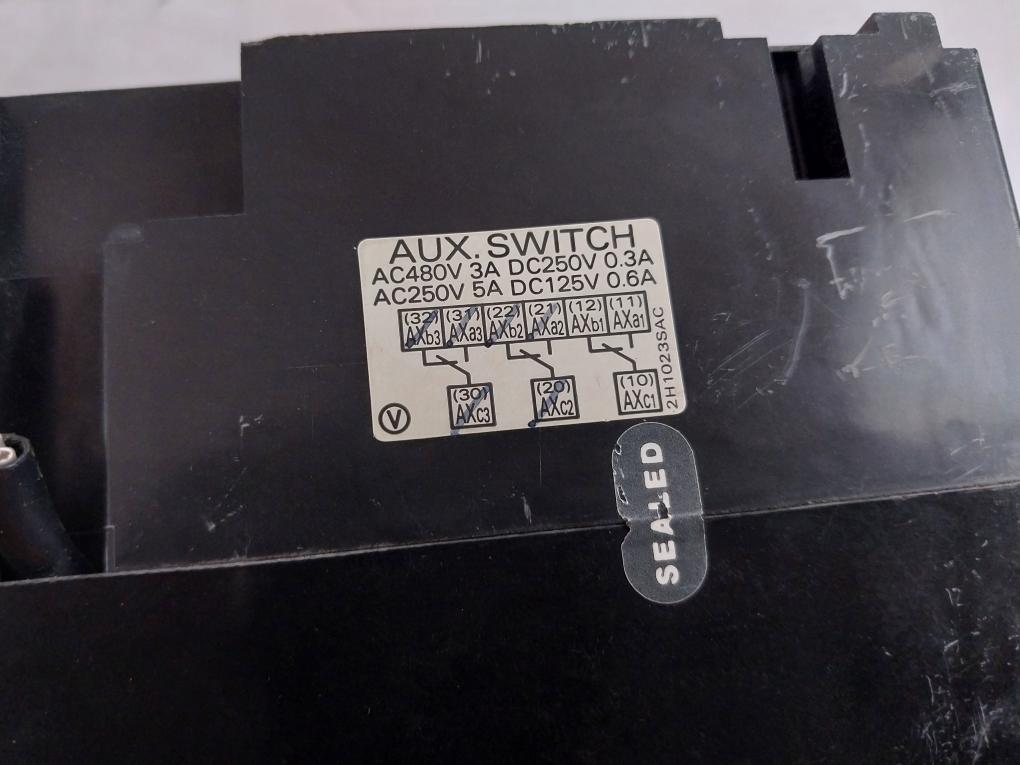 AUX. SWITCH
AC480V 3A DC250V 0.3A
AC250V 5A DC125V 0.6A
(32) (31) (22) (21) (12) (11)
AXb3 AXa3 AXb2 AXa2 AXb1 AXa1
(30) (20) (10)
AXc3 AXc2 AXc1
V
2H1023SAC
SEALED